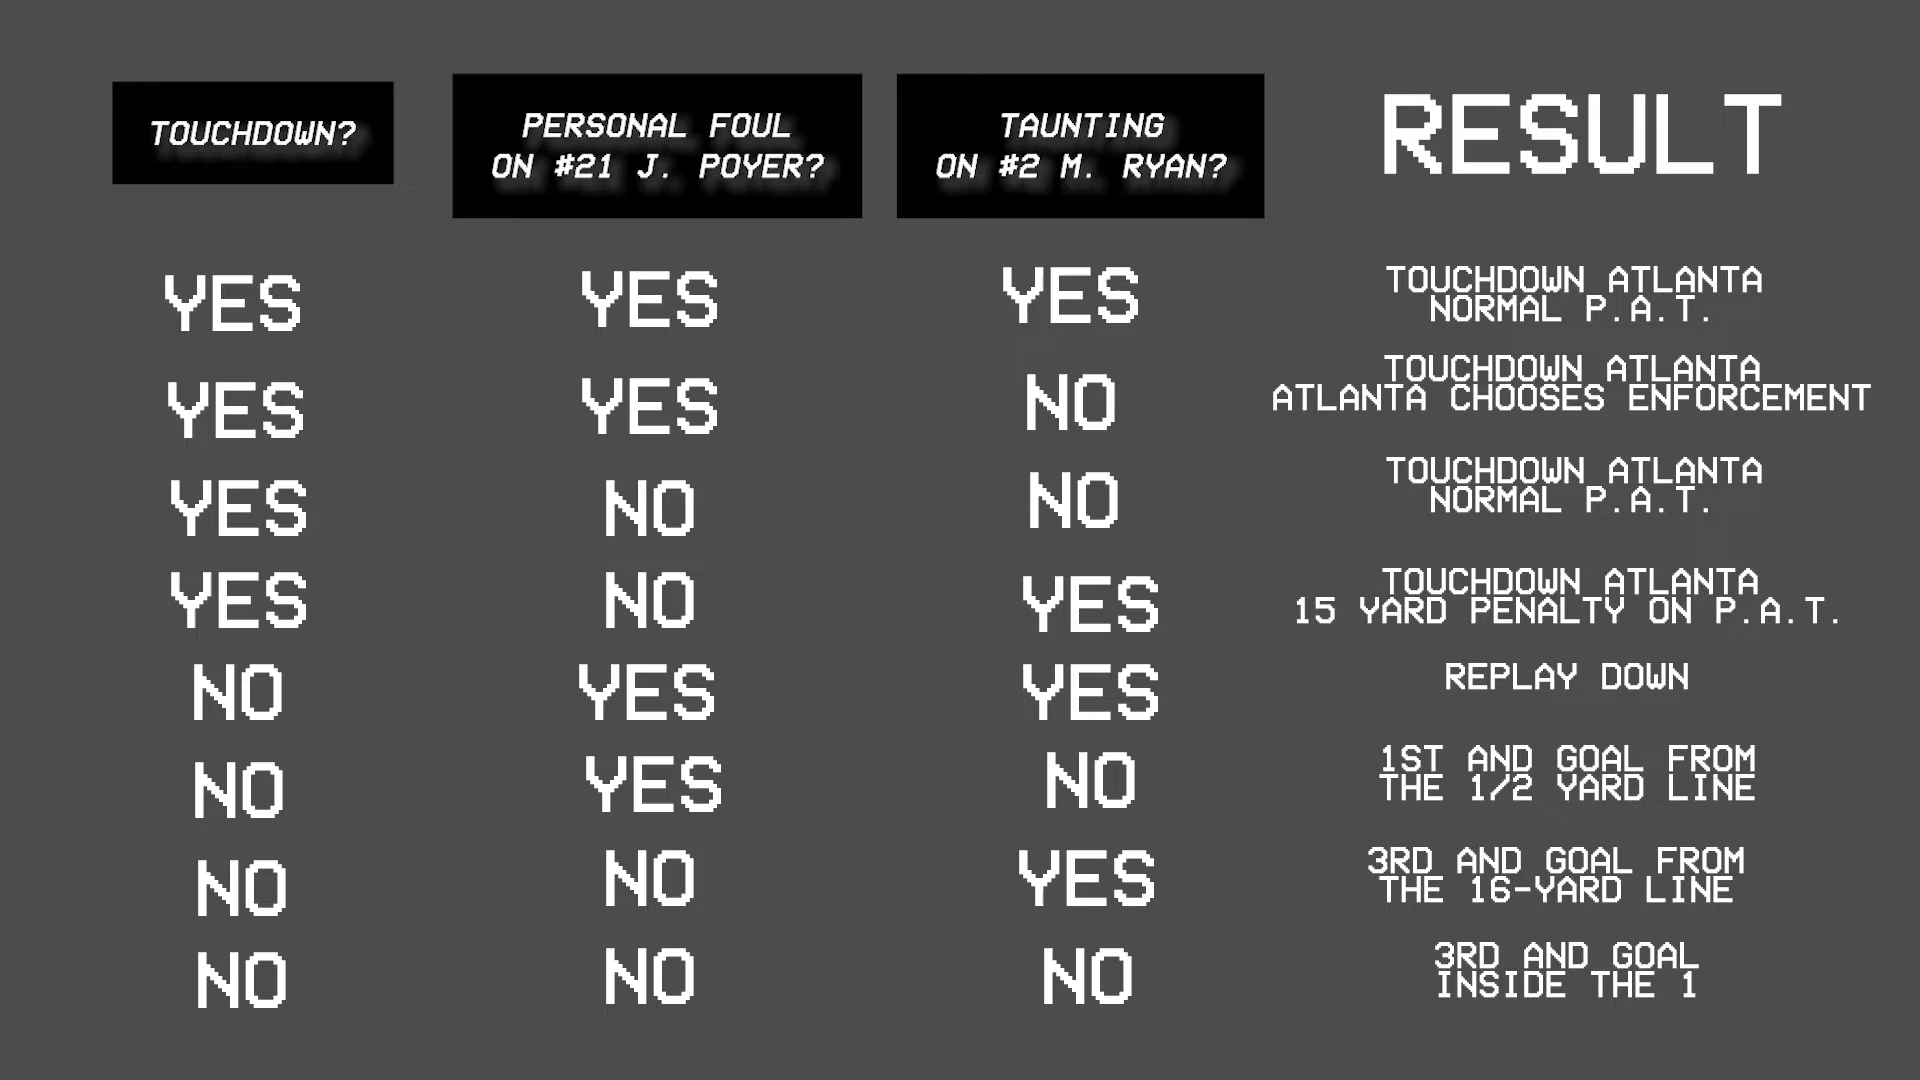 TOUCHDOWN?
PERSONAL FOUL
ON #21 J. POYER?
TAUNTING
ON #2 M. RYAN?
RESULT
YES YES YES TOUCHDOWN ATLANTA
NORMAL P.A.T.
YES YES NO TOUCHDOWN ATLANTA
ATLANTA CHOOSES ENFORCEMENT
YES NO NO TOUCHDOWN ATLANTA
NORMAL P.A.T.
YES NO YES TOUCHDOWN ATLANTA
15 YARD PENALTY ON P.A.T.
NO YES YES REPLAY DOWN
NO YES NO 1ST AND GOAL FROM
THE 1/2 YARD LINE
NO NO YES 3RD AND GOAL FROM
THE 16-YARD LINE
NO NO NO 3RD AND GOAL
INSIDE THE 1